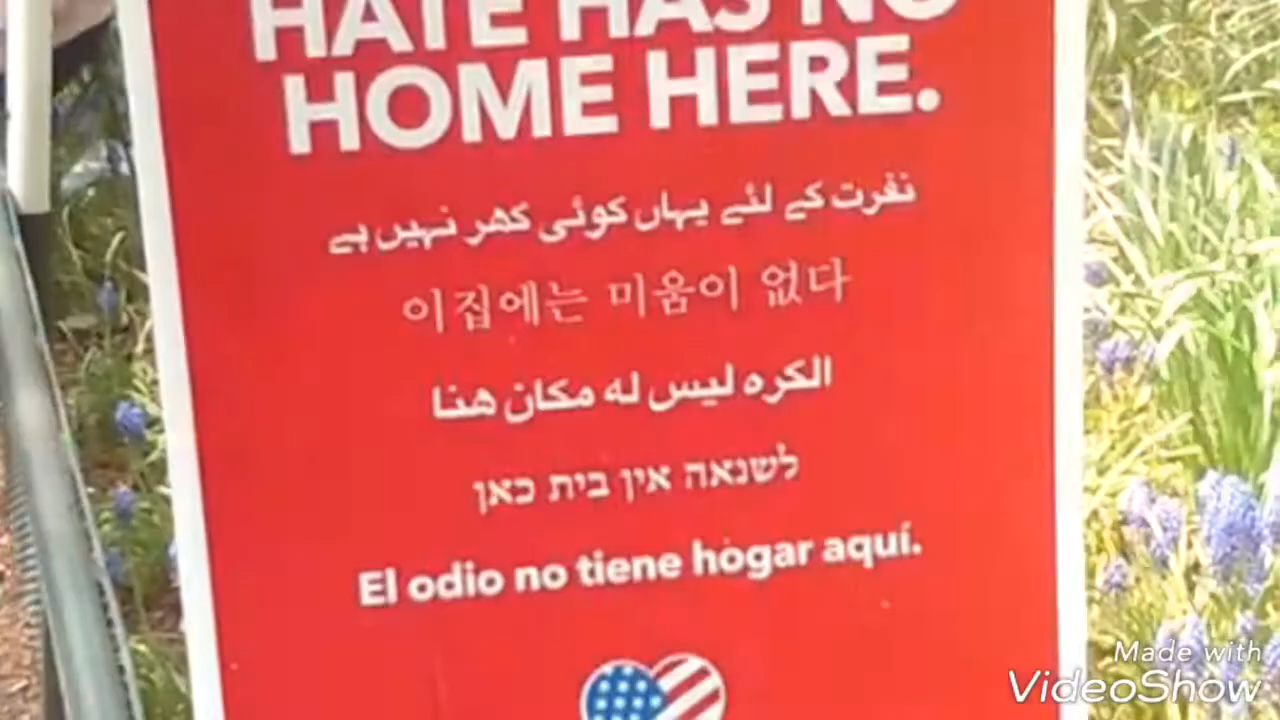 HATE HAS NO
HOME HERE.
نفرت کے لئے یہاں کوئی گھر نہیں ہے
이집에는 미움이 없다
الكره ليس له مكان هنا
לשנאה אין בית כאן
El odio no tiene hogar aquí.
Made with
VideoShow